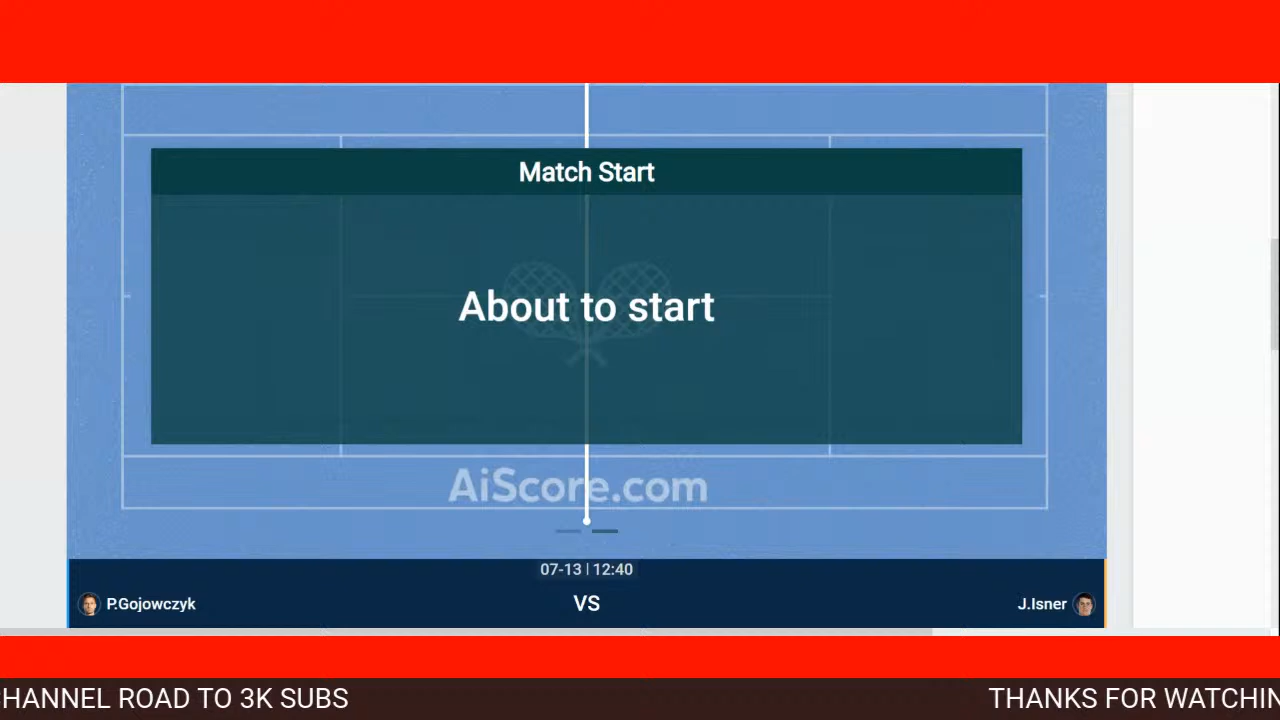 Match Start
About to start
AiScore.com
07-13 | 12:40
P.Gojowczyk
VS
J.Isner
HANNEL ROAD TO 3K SUBS
THANKS FOR WATCHIN